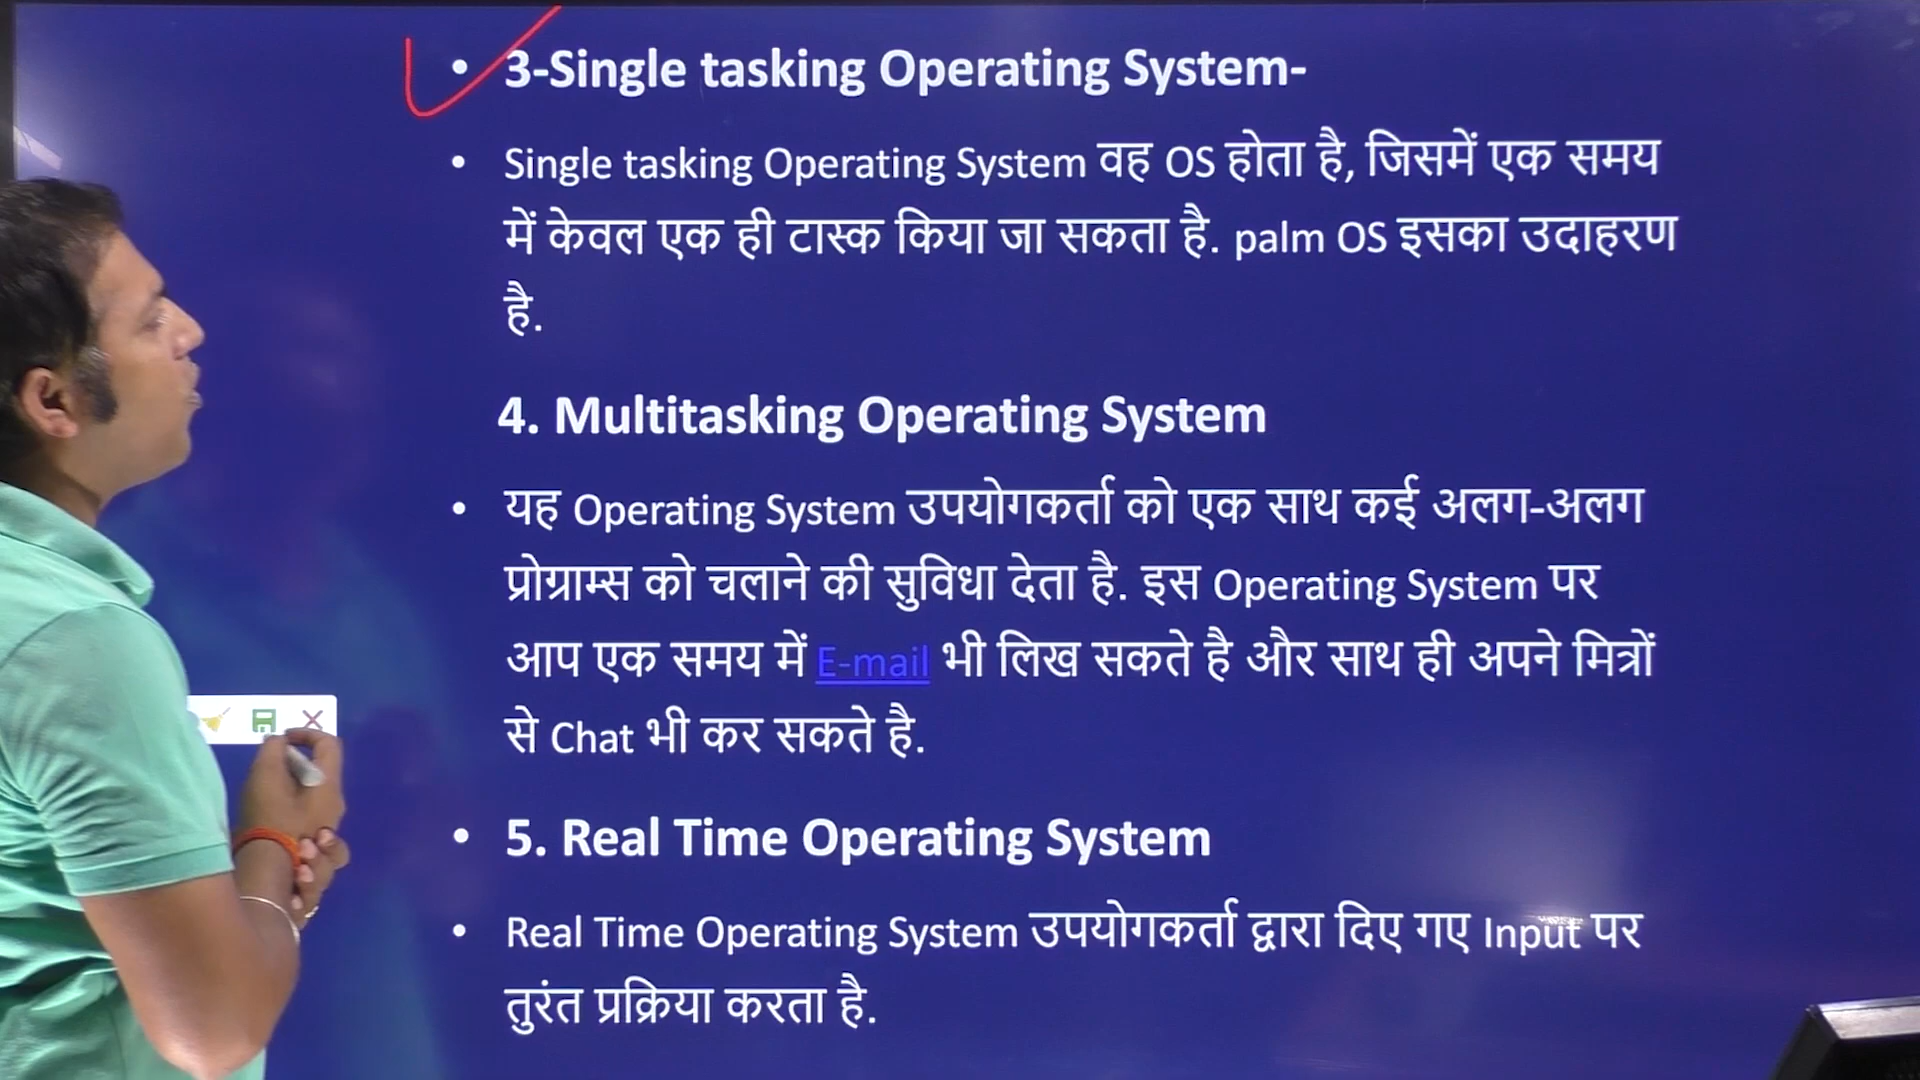 • 3-Single tasking Operating System-
• Single tasking Operating System वह OS होता है, जिसमें एक समय
में केवल एक ही टास्क किया जा सकता है. palm OS इसका उदाहरण
है.
4. Multitasking Operating System
• यह Operating System उपयोगकर्ता को एक साथ कई अलग-अलग
प्रोग्राम्स को चलाने की सुविधा देता है. इस Operating System पर
आप एक समय में E-mail भी लिख सकते है और साथ ही अपने मित्रों
से Chat भी कर सकते है.
• 5. Real Time Operating System
• Real Time Operating System उपयोगकर्ता द्वारा दिए गए Input पर
तुरंत प्रक्रिया करता है.